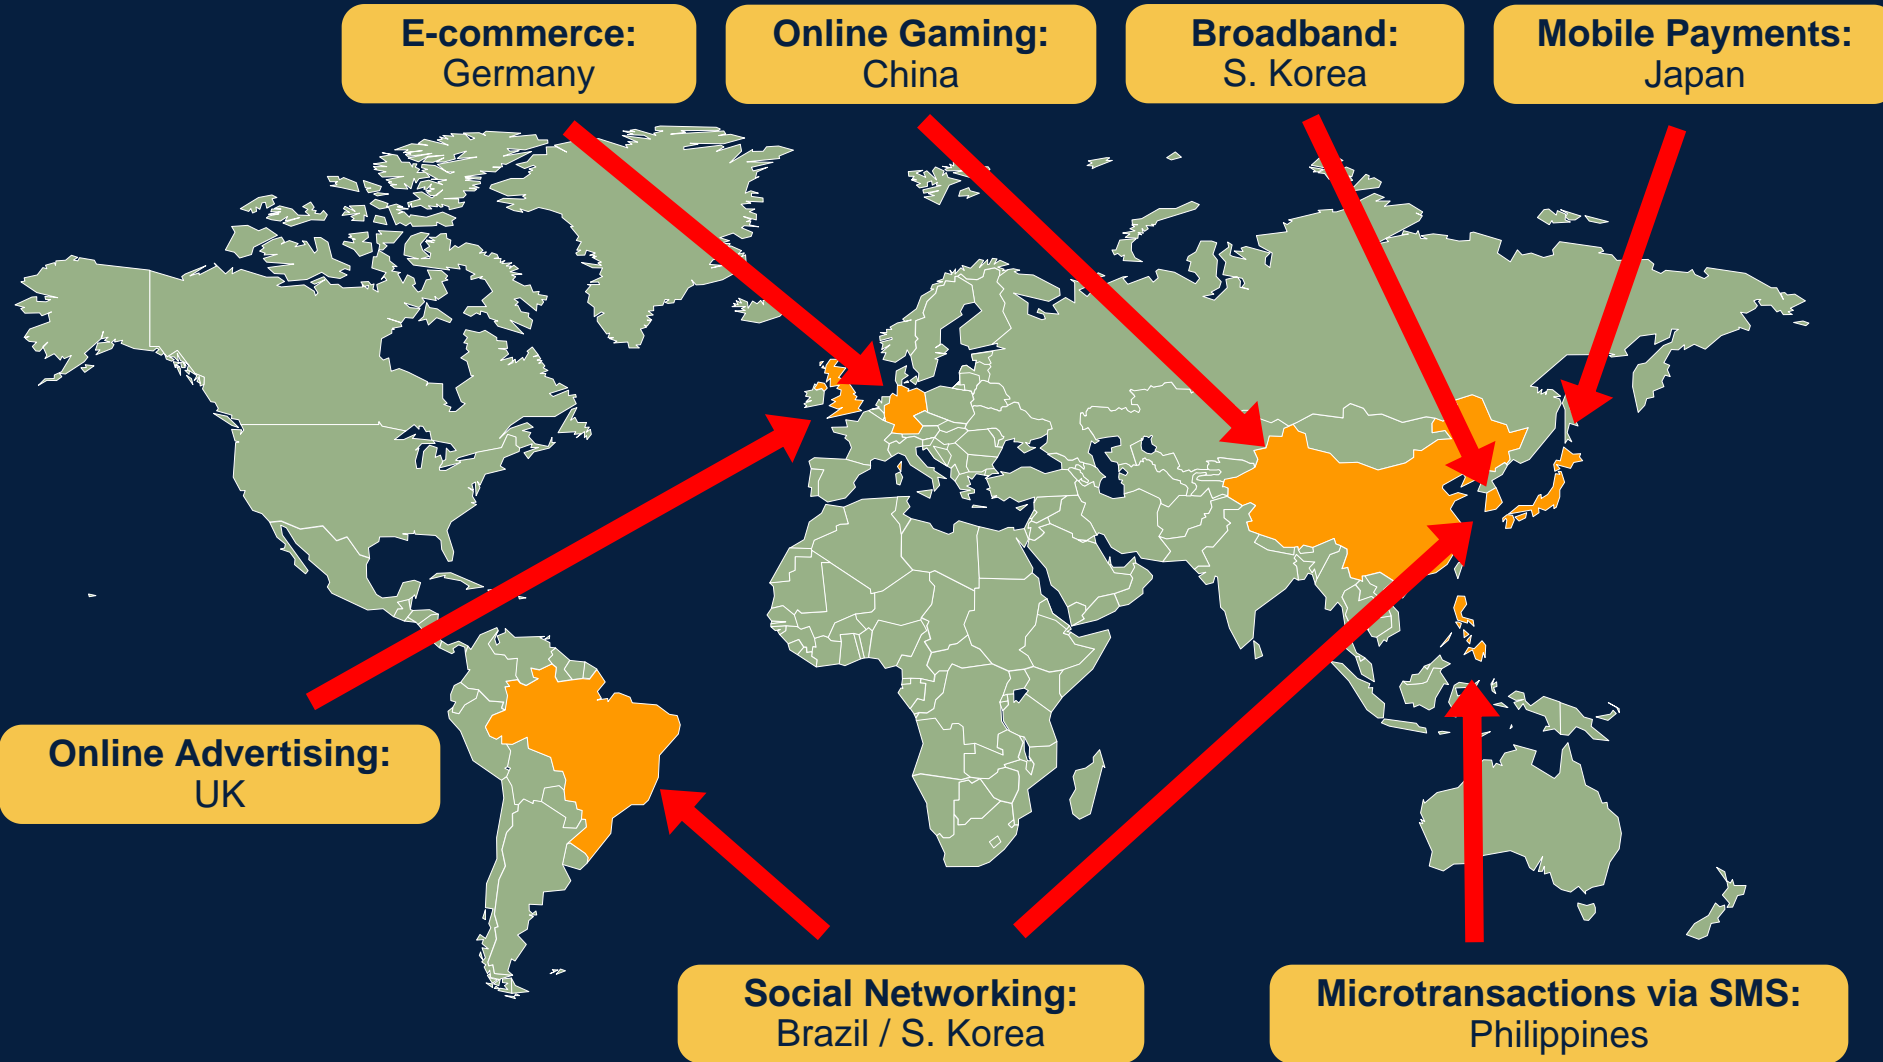 E-commerce:
Germany
Online Gaming:
China
Broadband:
S. Korea
Mobile Payments:
Japan
Online Advertising:
UK
Social Networking:
Brazil / S. Korea
Microtransactions via SMS:
Philippines